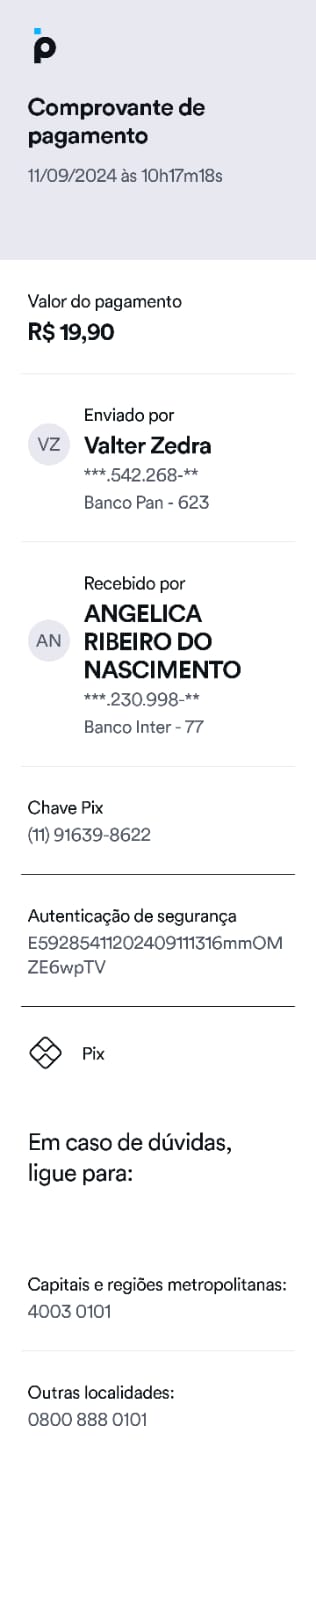 Comprovante de
pagamento
11/09/2024 às 10h17m18s
Valor do pagamento
R$ 19,90
Enviado por
VZ
Valter Zedra
***.542.268-**
Banco Pan - 623
Recebido por
AN
ANGELICA
RIBEIRO DO
NASCIMENTO
***.230.998-**
Banco Inter - 77
Chave Pix
(11) 91639-8622
Autenticação de segurança
E59285411202409111316mmOM
ZE6wpTV
Pix
Em caso de dúvidas,
ligue para:
Capitais e regiões metropolitanas:
4003 0101
Outras localidades:
0800 888 0101